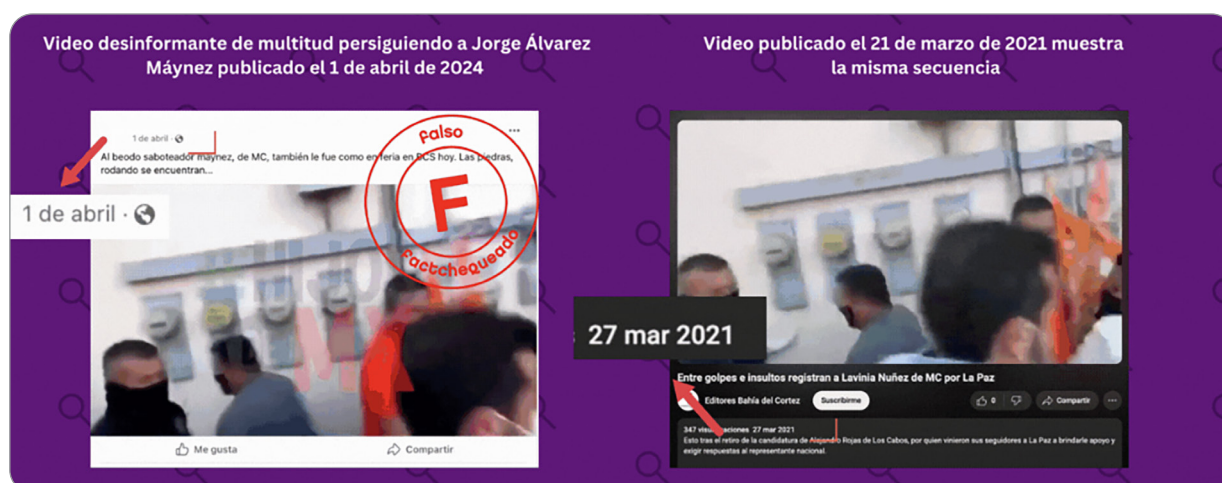 Video desinformante de multitud persiguiendo a Jorge Álvarez
Máynez publicado el 1 de abril de 2024
1 de abril ·
Al beodo saboteador maynez, de MC, también le fue como en feria en BCS hoy. Las piedras,
rodando se encuentran...
1 de abril ·
Falso
F
Factchequeado
Me gusta
Compartir
Video publicado el 21 de marzo de 2021 muestra
la misma secuencia
27 mar 2021
Entre golpes e insultos registran a Lavinia Nuñez de MC por La Paz
Editores Bahía del Cortez
Suscribirme
0
Compartir
347 visualizaciones 27 mar 2021
Esto tras el retiro de la candidatura de Alejandro Rojas de Los Cabos, por quien vinieron sus seguidores a La Paz a brindarle apoyo y
exigir respuestas al representante nacional.